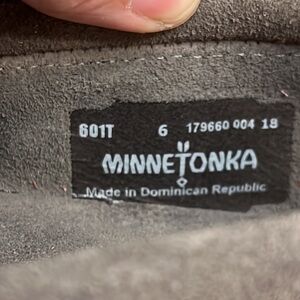 601T 6 179660 004 18
MINNETONKA
Made in Dominican Republic